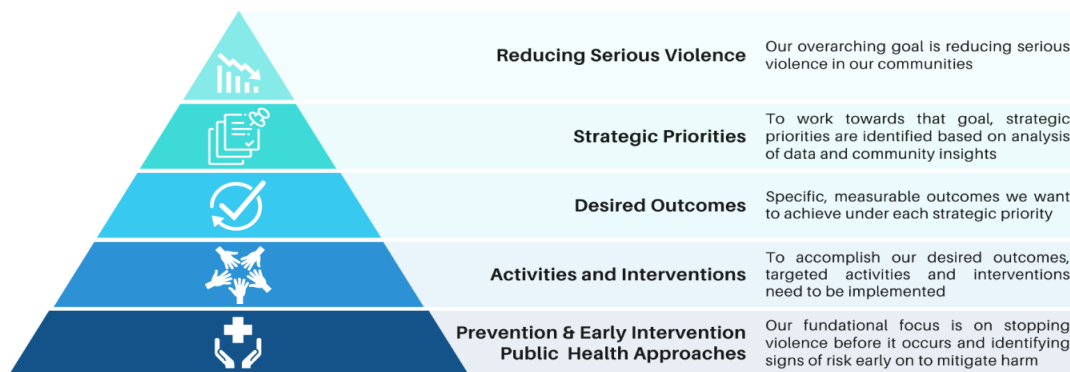 Reducing Serious Violence
Our overarching goal is reducing serious
violence in our communities
Strategic Priorities
To work towards that goal, strategic
priorities are identified based on analysis
of data and community insights
Desired Outcomes
Specific, measurable outcomes we want
to achieve under each strategic priority
Activities and Interventions
To accomplish our desired outcomes,
targeted activities and interventions
need to be implemented
Prevention & Early Intervention
Public Health Approaches
Our fundational focus is on stopping
violence before it occurs and identifying
signs of risk early on to mitigate harm